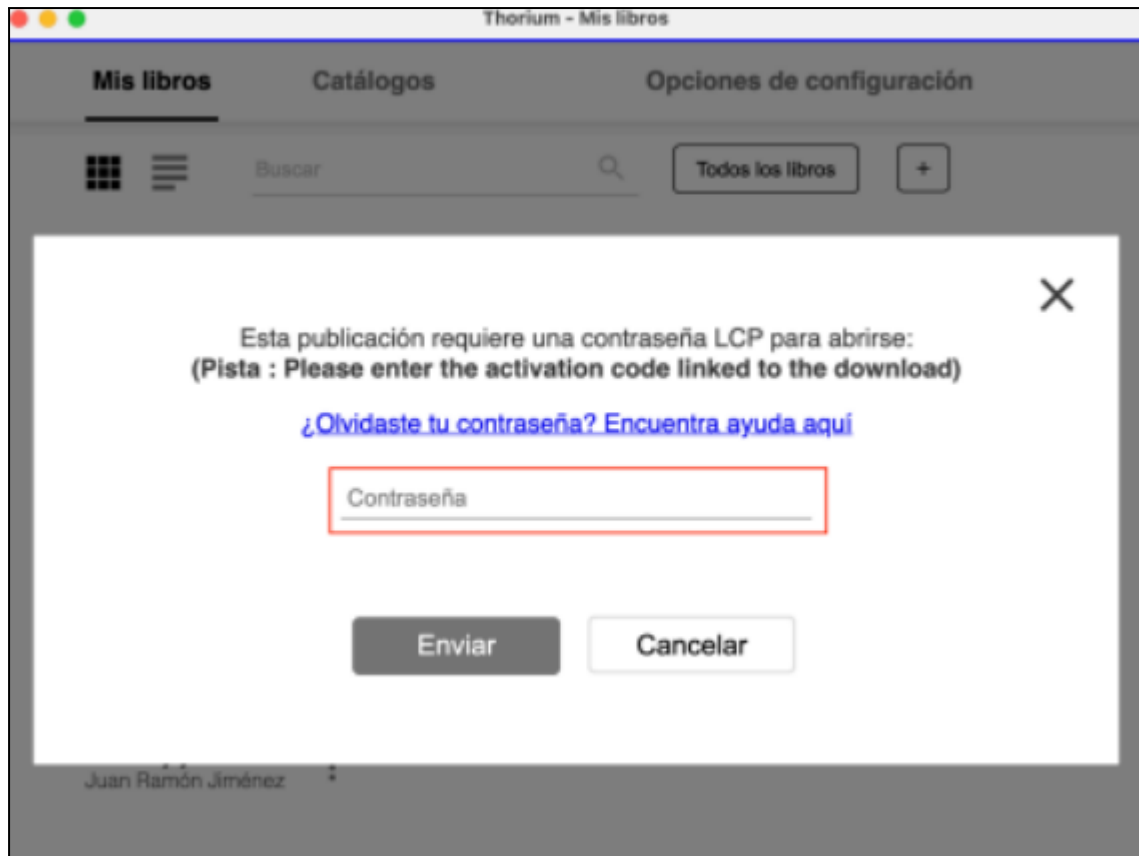 Thorium - Mis libros
Mis libros Catálogos Opciones de configuración
Buscar Todos los libros +
Esta publicación requiere una contraseña LCP para abrirse:
(Pista : Please enter the activation code linked to the download)
¿Olvidaste tu contraseña? Encuentra ayuda aquí
Contraseña
Enviar Cancelar
Juan Ramón Jiménez